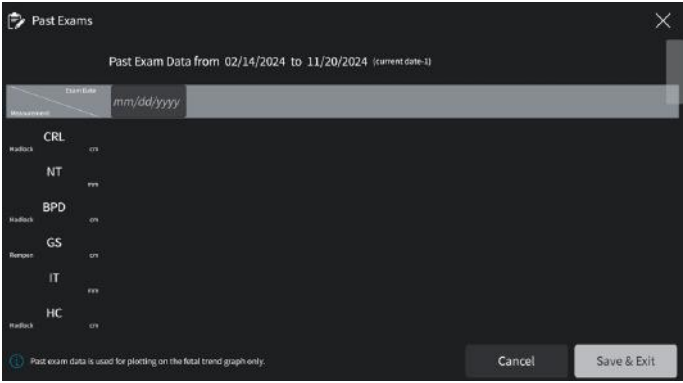 Past Exams
Past Exam Data from 02/14/2024 to 11/20/2024 (current date-1)
Exam Date
mm/dd/yyyy
Measurement
CRL
Hadlock cm
NT
mm
BPD
Hadlock cm
GS
Rempen cm
IT
mm
HC
Hadlock cm
Past exam data is used for plotting on the fetal trend graph only.
Cancel
Save & Exit